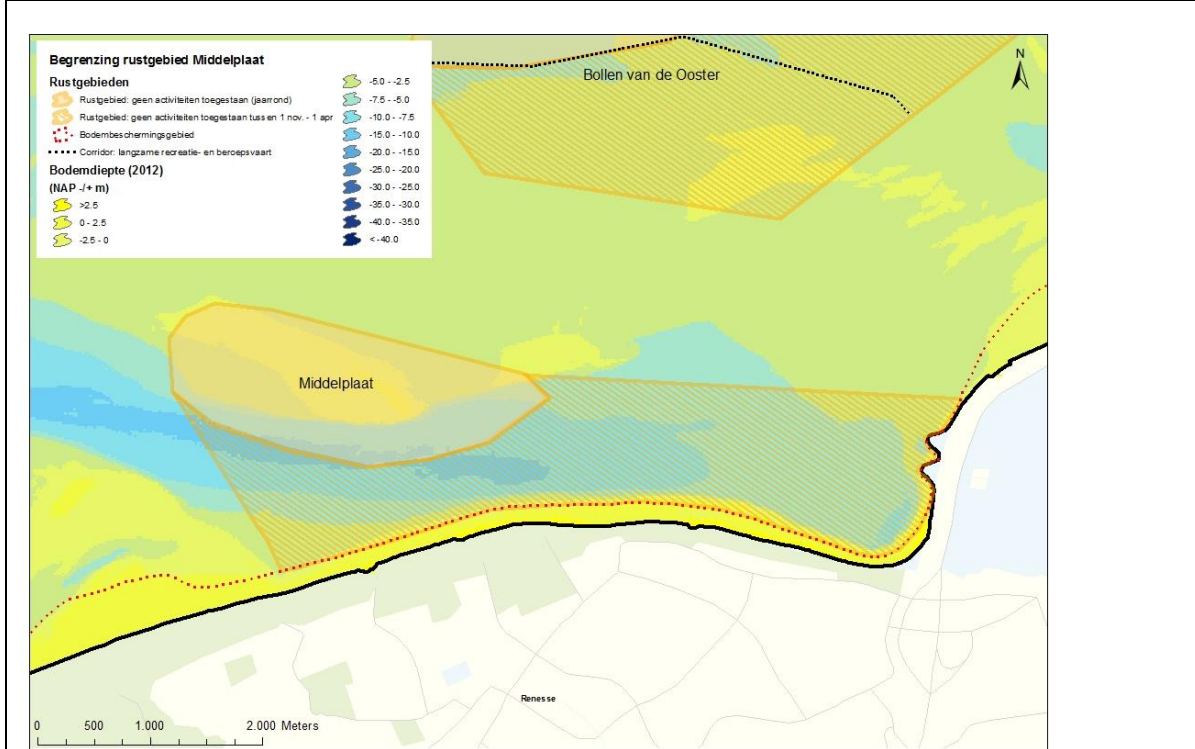 Begrenzing rustgebied Middelplaat
Rustgebieden
Rustgebied: geen activiteiten toegestaan (jaarrond)
Rustgebied: geen activiteiten toegestaan tussen 1 nov. - 1 apr
Bodembeschermingsgebied
Corridor: langzame recreatie- en beroepsvaart
Bodemdiepte (2012)
(NAP -/+ m)
>2.5
0 - 2.5
-2.5 - 0
-5.0 - -2.5
-7.5 - -5.0
-10.0 - -7.5
-15.0 - -10.0
-20.0 - -15.0
-25.0 - -20.0
-30.0 - -25.0
-35.0 - -30.0
-40.0 - -35.0
< -40.0
Bollen van de Ooster
N
Middelplaat
Renesse
0 500 1.000 2.000 Meters